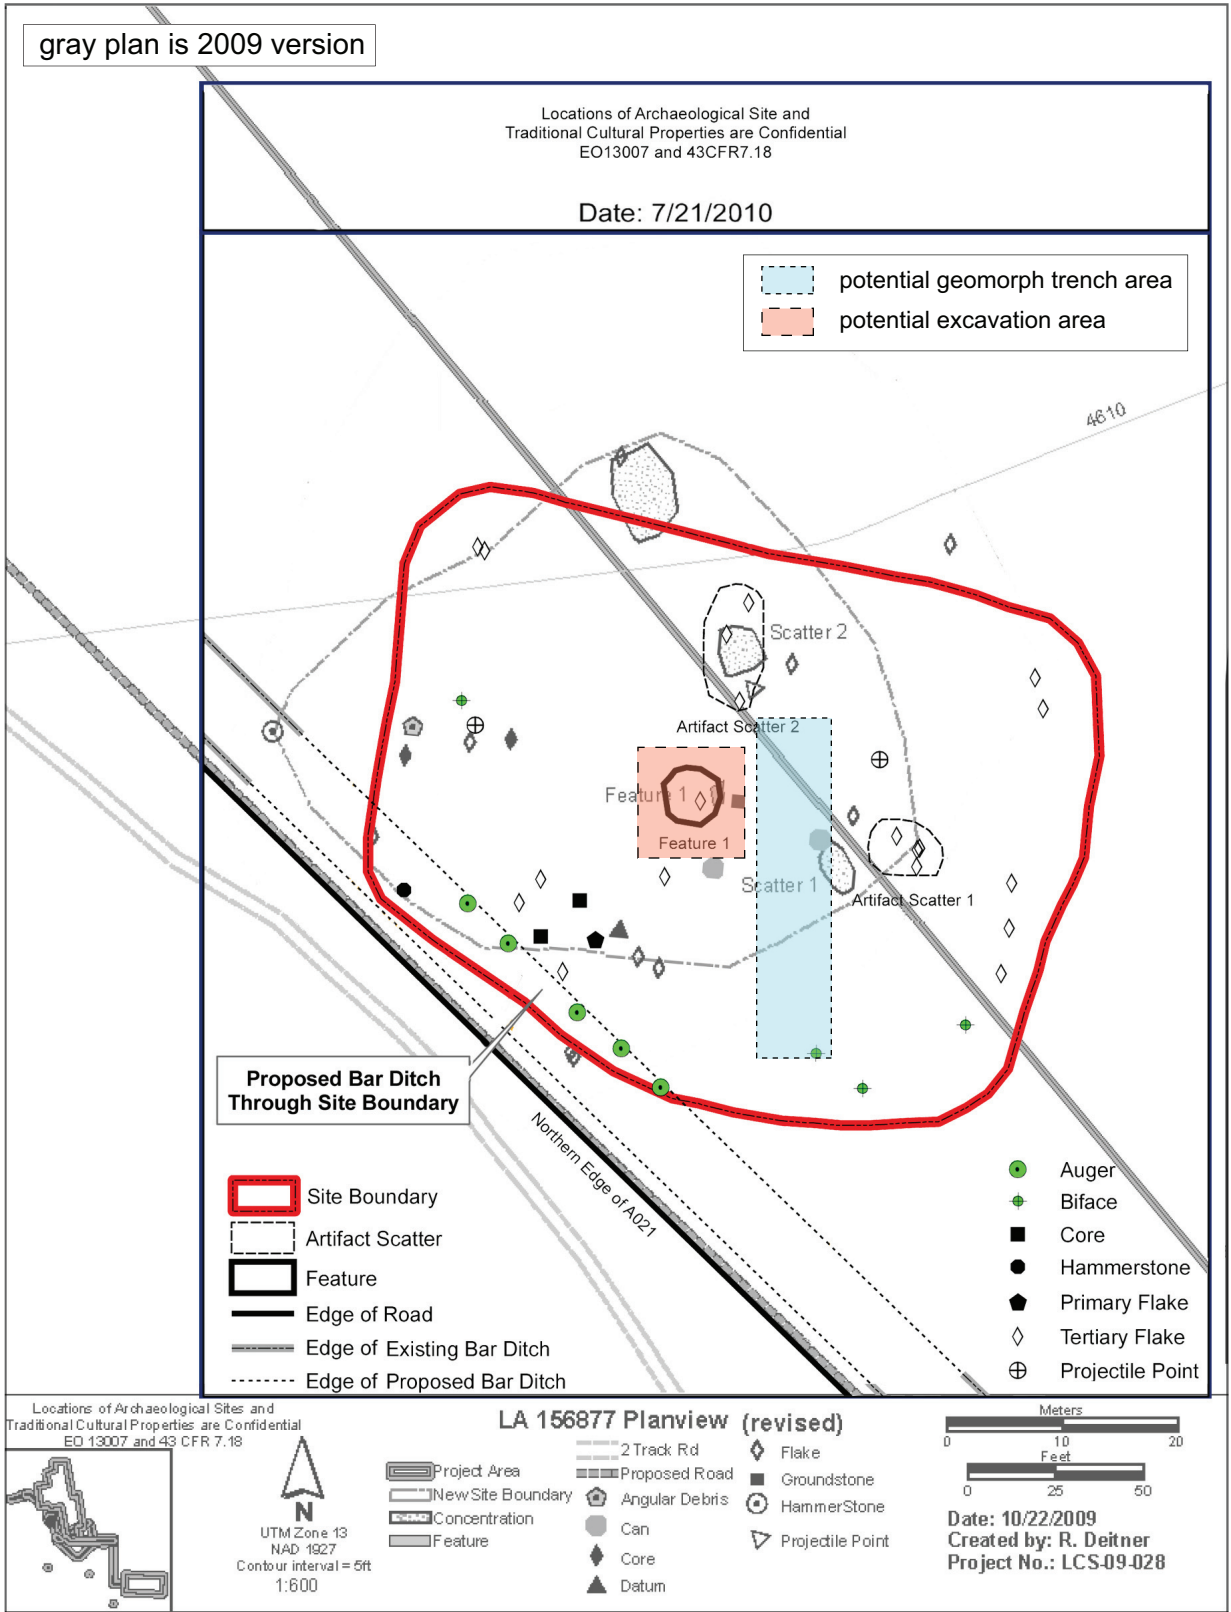 gray plan is 2009 version
Locations of Archaeological Site and
Traditional Cultural Properties are Confidential
EO13007 and 43CFR7.18
Date: 7/21/2010
potential geomorph trench area
potential excavation area
4610
Scatter 2
Artifact Scatter 2
Feature 1
Feature 1
Scatter 1
Artifact Scatter 1
Proposed Bar Ditch
Through Site Boundary
Northern Edge of A021
Site Boundary
Artifact Scatter
Feature
Edge of Road
Edge of Existing Bar Ditch
Edge of Proposed Bar Ditch
Auger
Biface
Core
Hammerstone
Primary Flake
Tertiary Flake
Projectile Point
Locations of Archaeological Sites and
Traditional Cultural Properties are Confidential
EO 13007 and 43 CFR 7.18
N
UTM Zone 13
NAD 1927
Contour interval = 5ft
1:600
LA 156877 Planview (revised)
Project Area
New Site Boundary
Concentration
Feature
2 Track Rd
Proposed Road
Angular Debris
Can
Core
Datum
Flake
Groundstone
HammerStone
Projectile Point
Meters
0 10 20
Feet
0 25 50
Date: 10/22/2009
Created by: R. Deitner
Project No.: LCS-09-028